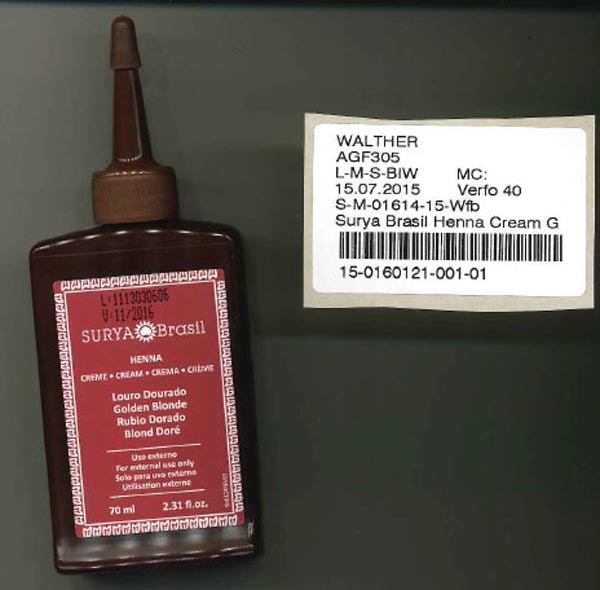 L:1113030606
V:11/2016
SURYA Brasil
HENNA
CREME • CREAM • CREMA • CRÈME
Louro Dourado
Golden Blonde
Rubio Dorado
Blond Doré
Uso externo
For external use only
Solo para uso externo
Utilisation externe
70 ml 2.31 fl.oz.
WALTHER
AGF305
L-M-S-BIW MC:
15.07.2015 Verfo 40
S-M-01614-15-Wfb
Surya Brasil Henna Cream G
15-0160121-001-01